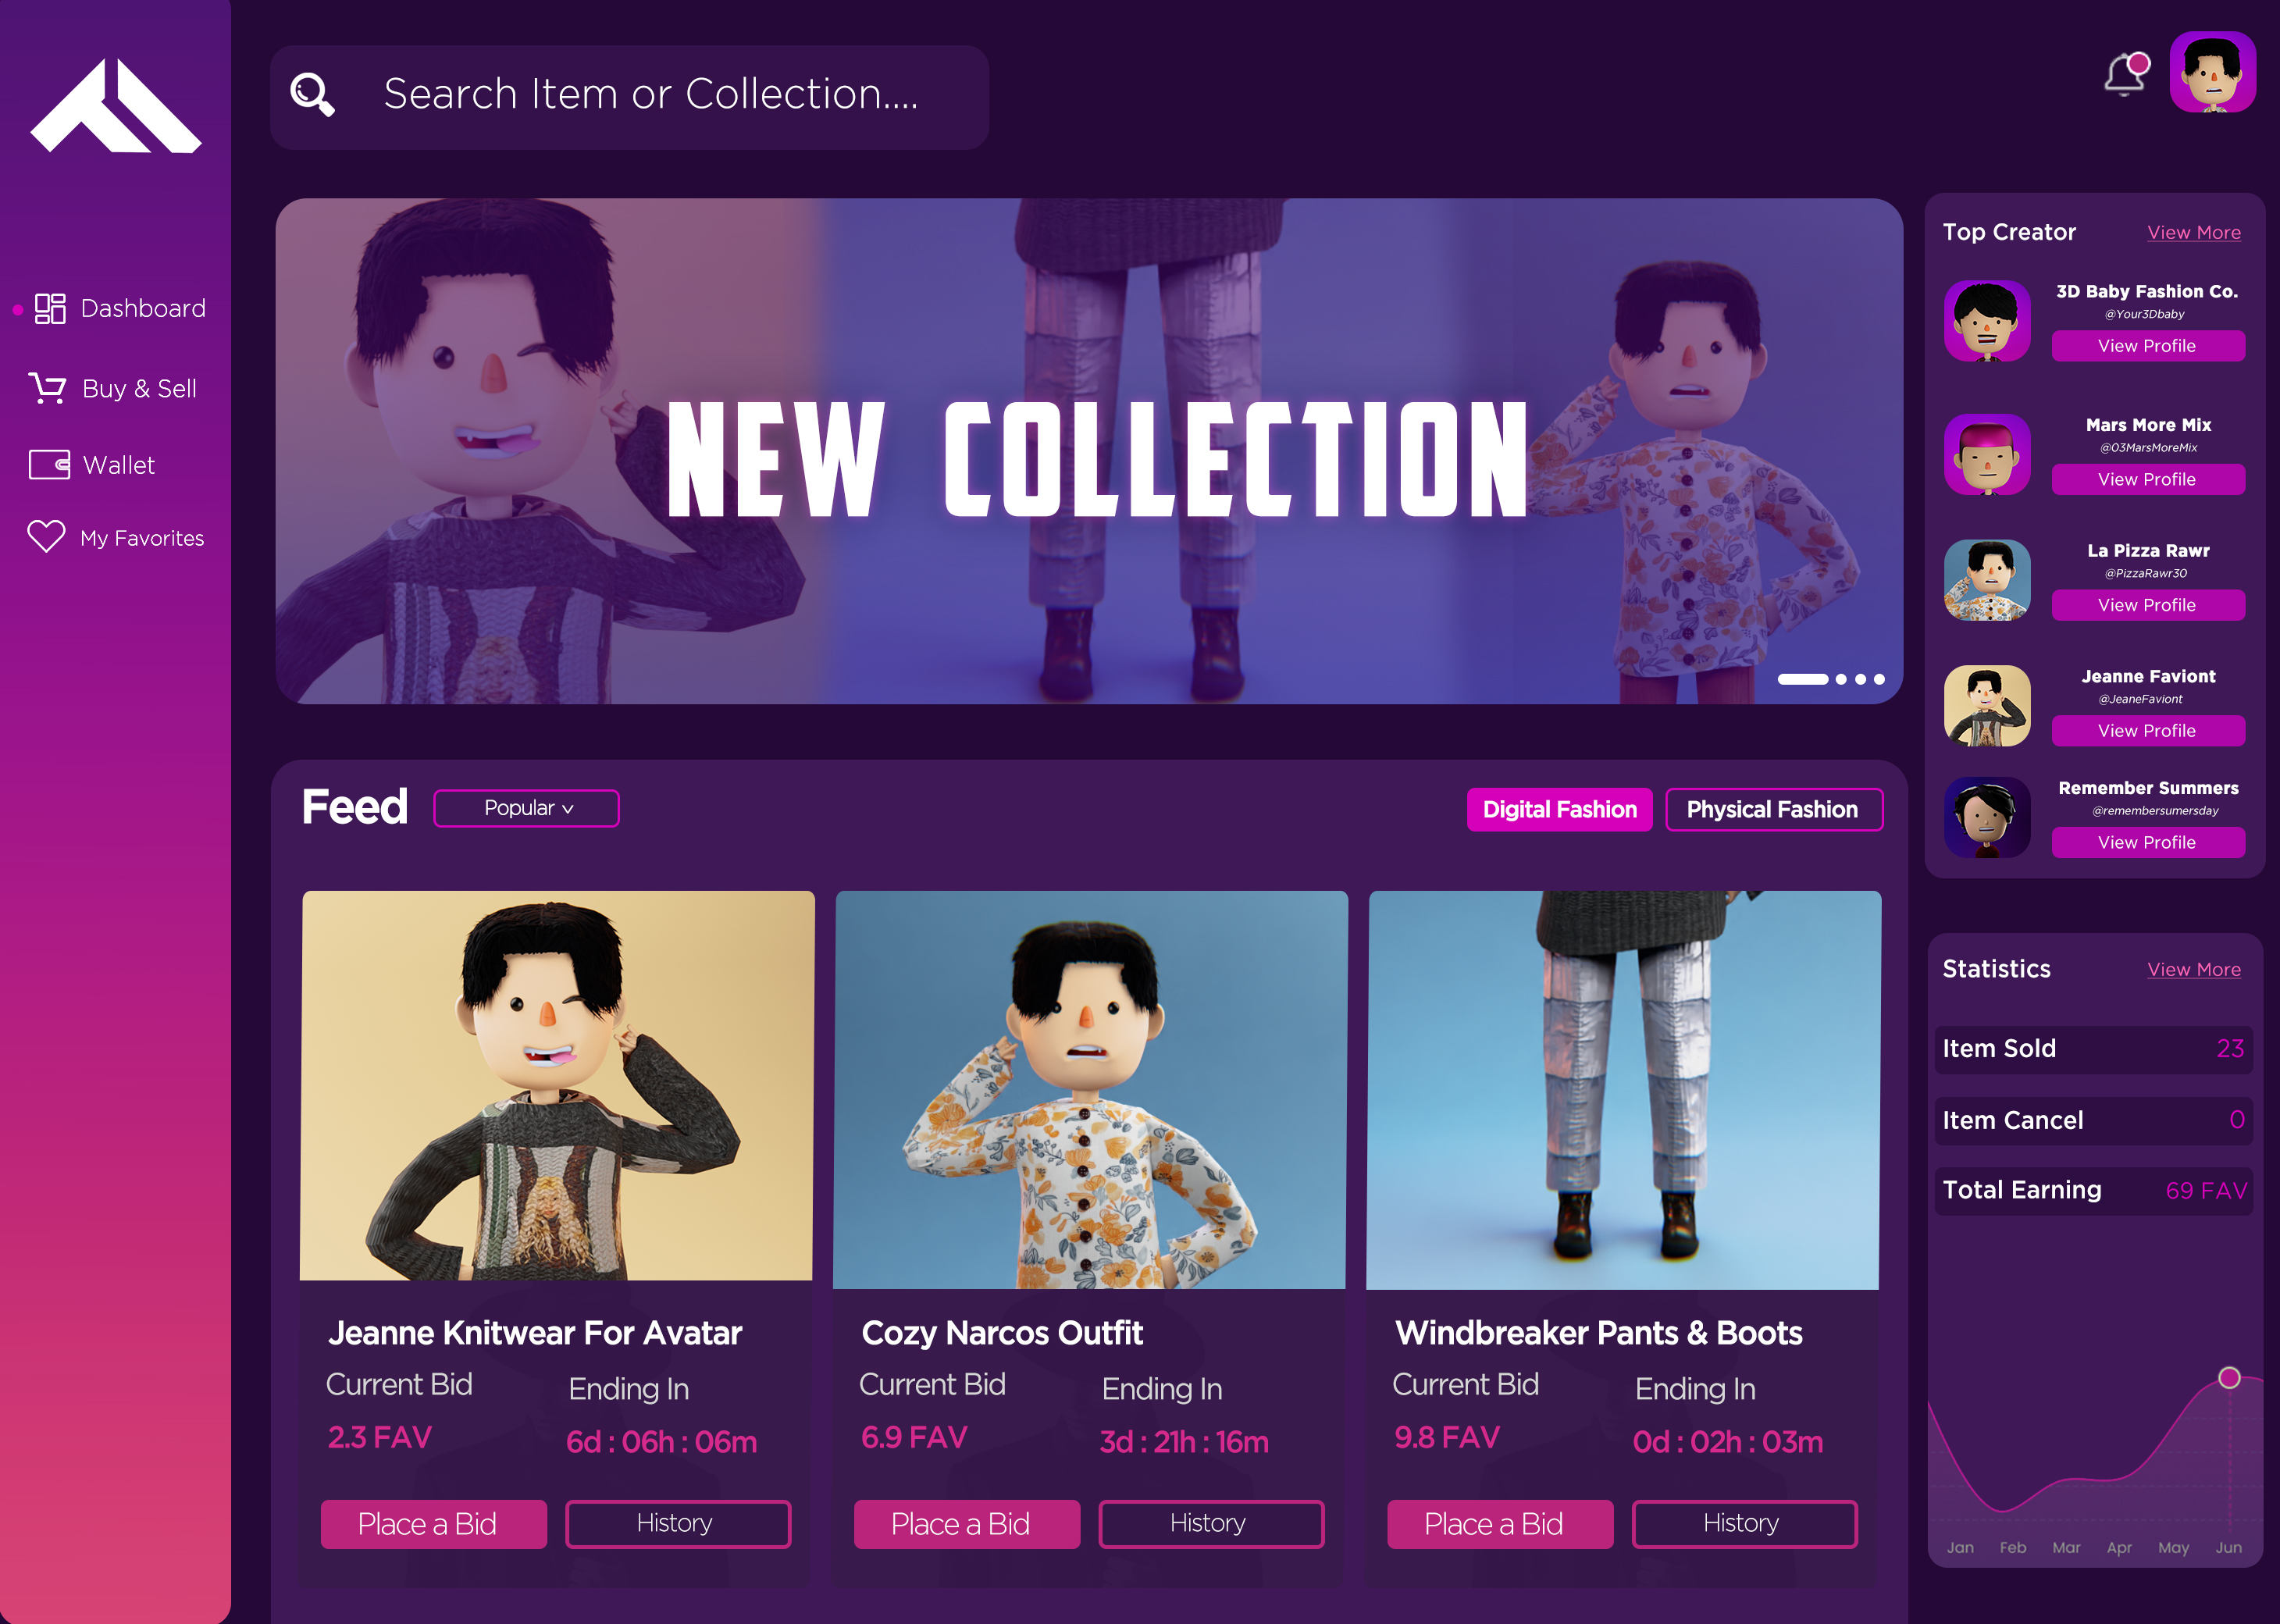 Search Item or Collection....
Dashboard
Buy & Sell
Wallet
My Favorites
NEW COLLECTION
Top Creator
View More
3D Baby Fashion Co.
@Your3Dbaby
View Profile
Mars More Mix
@03MarsMoreMix
View Profile
La Pizza Rawr
@PizzaRawr30
View Profile
Jeanne Faviont
@JeaneFaviont
View Profile
Remember Summers
@remembersumersday
View Profile
Feed
Popular
Digital Fashion
Physical Fashion
Jeanne Knitwear For Avatar
Current Bid
Ending In
2.3 FAV
6d : 06h : 06m
Place a Bid
History
Cozy Narcos Outfit
Current Bid
Ending In
6.9 FAV
3d : 21h : 16m
Place a Bid
History
Windbreaker Pants & Boots
Current Bid
Ending In
9.8 FAV
0d : 02h : 03m
Place a Bid
History
Statistics
View More
Item Sold 23
Item Cancel 0
Total Earning 69 FAV
Jan Feb Mar Apr May Jun